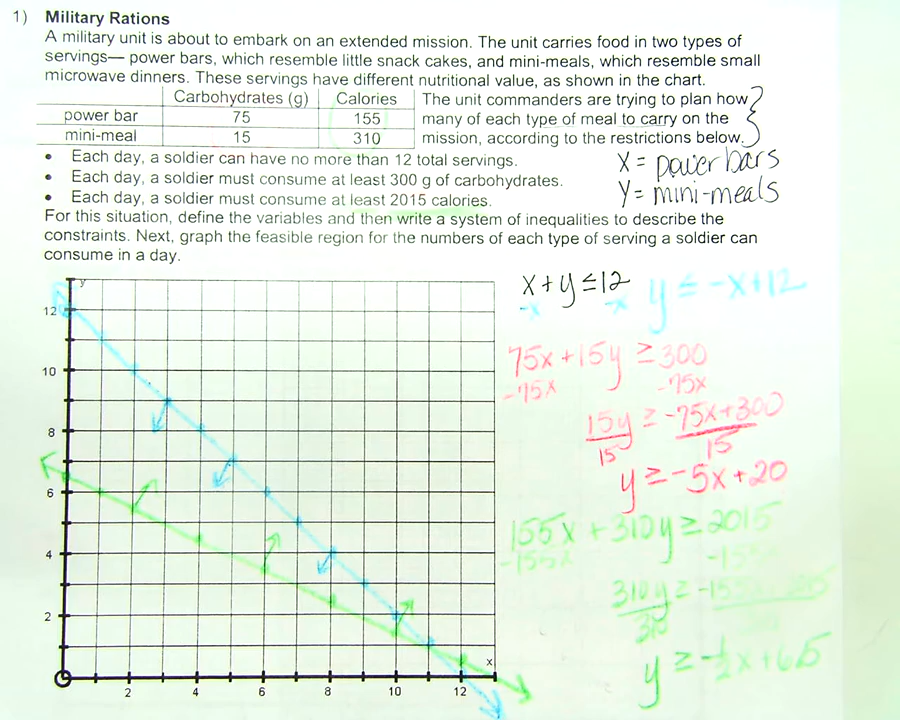 1) Military Rations
A military unit is about to embark on an extended mission. The unit carries food in two types of
servings— power bars, which resemble little snack cakes, and mini-meals, which resemble small
microwave dinners. These servings have different nutritional value, as shown in the chart.
Carbohydrates (g) Calories
power bar 75 155
mini-meal 15 310
The unit commanders are trying to plan how
many of each type of meal to carry on the
mission, according to the restrictions below.
• Each day, a soldier can have no more than 12 total servings.
• Each day, a soldier must consume at least 300 g of carbohydrates.
• Each day, a soldier must consume at least 2015 calories.
X = power bars
Y = mini-meals
For this situation, define the variables and then write a system of inequalities to describe the
constraints. Next, graph the feasible region for the numbers of each type of serving a soldier can
consume in a day.
x + y ≤ 12 y ≤ -x + 12
-x -x
75x + 15y ≥ 300
-75x -75x
15y ≥ -75x + 300
15 15
y ≥ -5x + 20
155x + 310y ≥ 2015
-155x -155
310y ≥ -155x
310
y ≥ -1/2x + 6.5
y
12
10
8
6
4
2
x
2 4 6 8 10 12